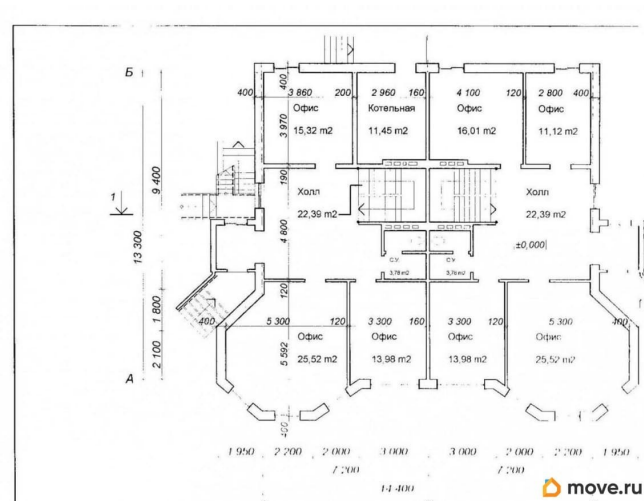 Б
400
3 860
200
2 960
160
4 100
120
2 800
400
400
Офис
Котельная
Офис
Офис
15,32 m2
11,45 m2
16,01 m2
11,12 m2
3 970
190
9 400
13 300
1
Холл
Холл
22,39 m2
22,39 m2
4 800
±0,000
С.У.
С.У
3,78 m2
3,78 m2
120
1 800
400
5 300
120
3 300
160
3 300
120
5 300
400
Офис
Офис
Офис
Офис
25,52 m2
13,98 m2
13,98 m2
25,52 m2
5 592
2 100
А
400
1 950
2 200
2 000
3 000
3 000
2 000
2 200
1 950
7 200
7 200
14 400
move.ru